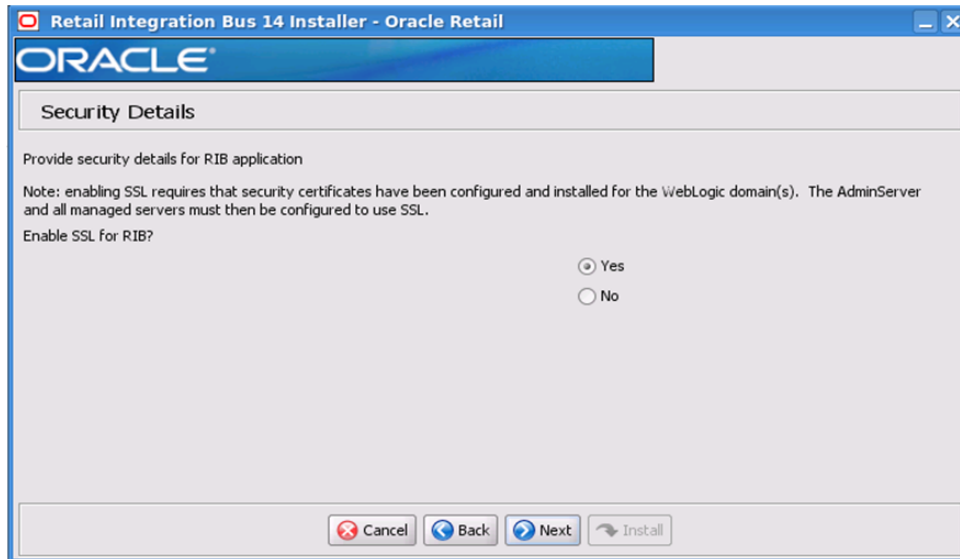 Retail Integration Bus 14 Installer - Oracle Retail
ORACLE®
Security Details
Provide security details for RIB application
Note: enabling SSL requires that security certificates have been configured and installed for the WebLogic domain(s). The AdminServer
and all managed servers must then be configured to use SSL.
Enable SSL for RIB?
Yes
No
Cancel Back Next Install